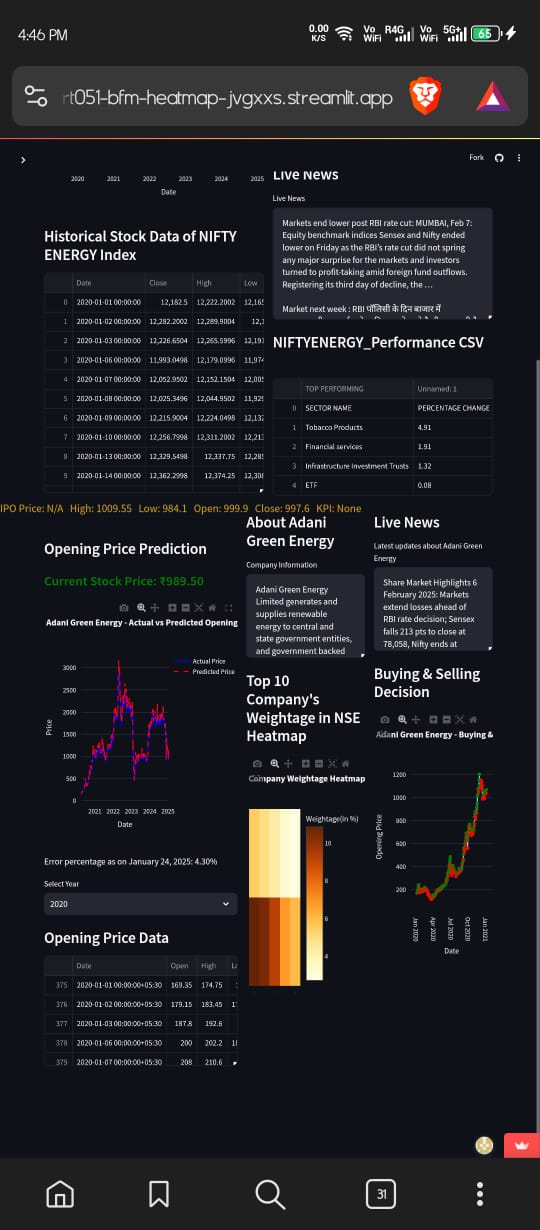 4:46 PM
0.00 K/S Vo WiFi R4G Vo WiFi 5G+ 65
rt051-bfm-heatmap-jvgxxs.streamlit.app
Fork
2020 2021 2022 2023 2024 2025
Date
Historical Stock Data of NIFTY
ENERGY Index
Date Close High Low
0 2020-01-01 00:00:00 12,182.5 12,222.2002 12,165
1 2020-01-02 00:00:00 12,282.2002 12,289.9004 12,1
2 2020-01-03 00:00:00 12,226.6504 12,265.5996 12,191
3 2020-01-06 00:00:00 11,993.0498 12,179.0996 11,974
4 2020-01-07 00:00:00 12,052.9502 12,152.1504 12,005
5 2020-01-08 00:00:00 12,025.3496 12,044.9502 11,929
6 2020-01-09 00:00:00 12,215.9004 12,224.0498 12,132
7 2020-01-10 00:00:00 12,256.7998 12,311.2002 12,213
8 2020-01-13 00:00:00 12,329.5498 12,337.75 12,285
9 2020-01-14 00:00:00 12,362.2998 12,374.25 12,308
Live News
Live News
Markets end lower post RBI rate cut: MUMBAI, Feb 7:
Equity benchmark indices Sensex and Nifty ended
lower on Friday as the RBI's rate cut did not spring
any major surprise for the markets and investors
turned to profit-taking amid foreign fund outflows.
Registering its third day of decline, the …
Market next week : RBI पॉलिसी के दिन बाजार में
NIFTYENERGY_Performance CSV
TOP PERFORMING Unnamed: 1
0 SECTOR NAME PERCENTAGE CHANGE
1 Tobacco Products 4.91
2 Financial services 1.91
3 Infrastructure Investment Trusts 1.32
4 ETF 0.08
IPO Price: N/A High: 1009.55 Low: 984.1 Open: 999.9 Close: 997.6 KPI: None
Opening Price Prediction
Current Stock Price: ₹989.50
Adani Green Energy - Actual vs Predicted Opening
Actual Price
Predicted Price
3000
2500
2000
1500
1000
500
0
Price
2021 2022 2023 2024 2025
Date
Error percentage as on January 24, 2025: 4.30%
Select Year
2020
Opening Price Data
Date Open High Lo
375 2020-01-01 00:00:00+05:30 169.35 174.75
376 2020-01-02 00:00:00+05:30 179.15 183.45 17
377 2020-01-03 00:00:00+05:30 187.8 192.6
378 2020-01-06 00:00:00+05:30 200 202.2 18
379 2020-01-07 00:00:00+05:30 208 210.6
About Adani
Green Energy
Company Information
Adani Green Energy
Limited generates and
supplies renewable
energy to central and
state government entities,
and government backed
Top 10
Company's
Weightage in NSE
Heatmap
Company Weightage Heatmap
Weightage(in %)
10
8
6
4
Live News
Latest updates about Adani Green
Energy
Share Market Highlights 6
February 2025: Markets
extend losses ahead of
RBI rate decision; Sensex
falls 213 pts to close at
78,058, Nifty ends at
Buying & Selling
Decision
Adani Green Energy - Buying &
1200
1000
800
600
400
200
Opening Price
Jan 2020 Apr 2020 Jul 2020 Oct 2020 Jan 2021
Date
31